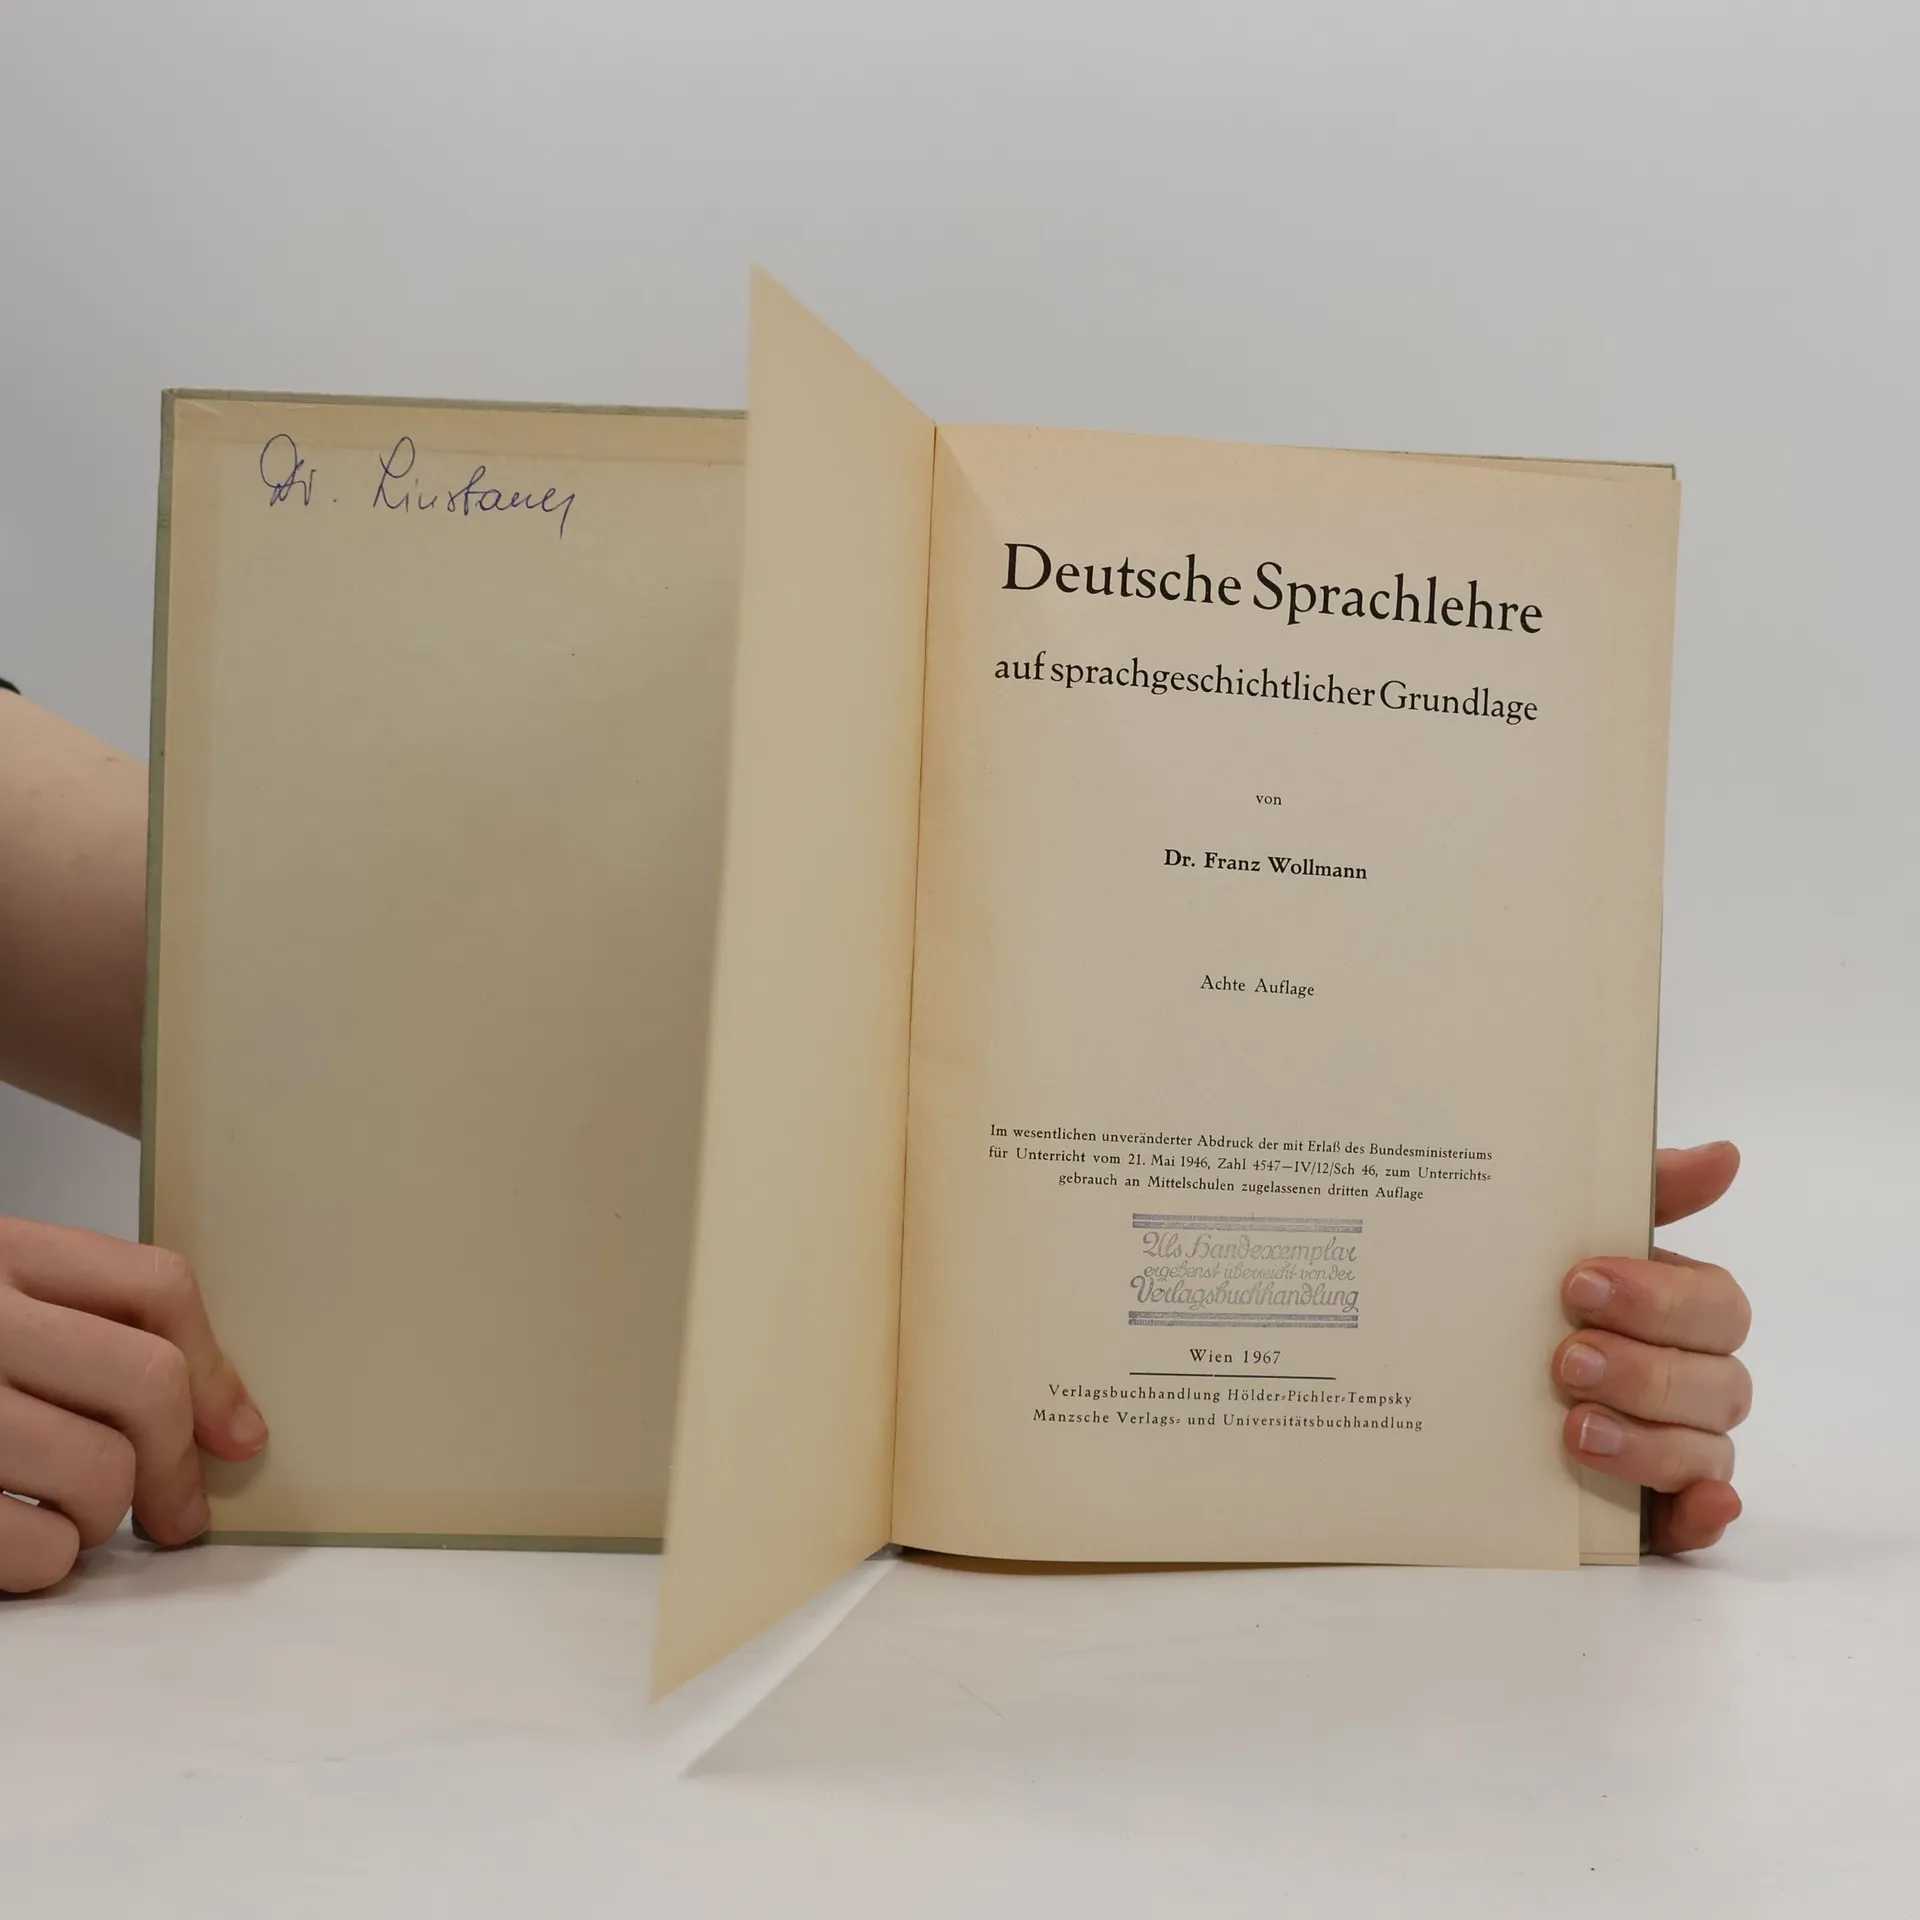 Dr.
Deutsche Sprachlehre
auf sprachgeschichtlicher Grundlage
von
Dr. Franz Wollmann
Achte Auflage
Im wesentlichen unveränderter Abdruck der mit Erlaß des Bundesministeriums
für Unterricht vom 21. Mai 1946, Zahl 4547—IV/12/Sch 46, zum Unterrichts=
gebrauch an Mittelschulen zugelassenen dritten Auflage
Als Handexemplar
ergebenst überreicht von der
Verlagsbuchhandlung
Wien 1967
Verlagsbuchhandlung Hölder=Pichler=Tempsky
Manzsche Verlags= und Universitätsbuchhandlung